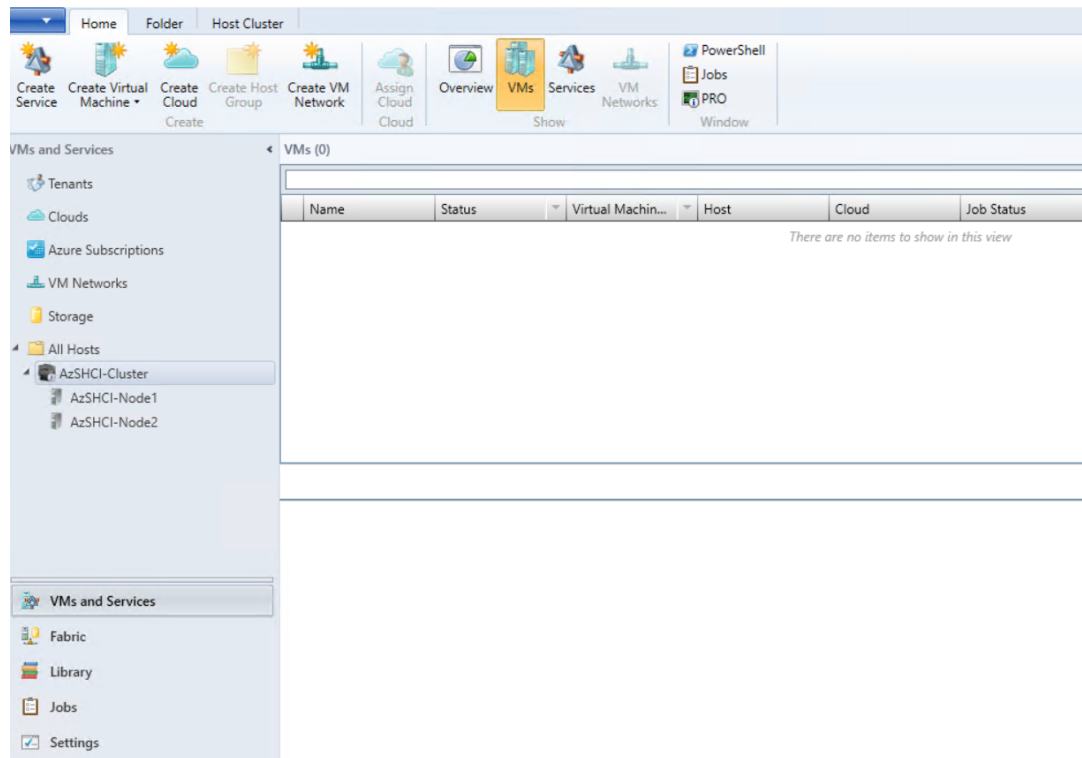 Home Folder Host Cluster
Create Service
Create Virtual Machine
Create Cloud
Create Host Group
Create VM Network
Assign Cloud
Overview
VMs
Services
VM Networks
PowerShell
Jobs
PRO
Create
Cloud
Show
Window
VMs and Services
VMs (0)
Tenants
Clouds
Azure Subscriptions
VM Networks
Storage
All Hosts
AzSHCI-Cluster
AzSHCI-Node1
AzSHCI-Node2
Name Status Virtual Machin... Host Cloud Job Status
There are no items to show in this view
VMs and Services
Fabric
Library
Jobs
Settings